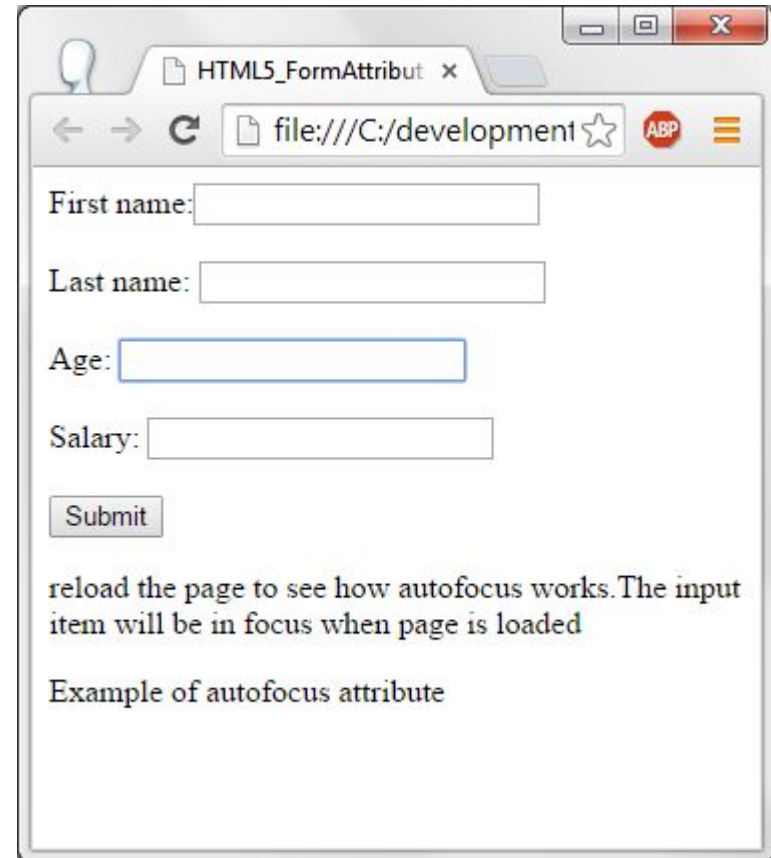 HTML5_FormAttribut
file:///C:/development
ABP
First name:
Last name:
Age:
Salary:
Submit
reload the page to see how autofocus works.The input
item will be in focus when page is loaded
Example of autofocus attribute